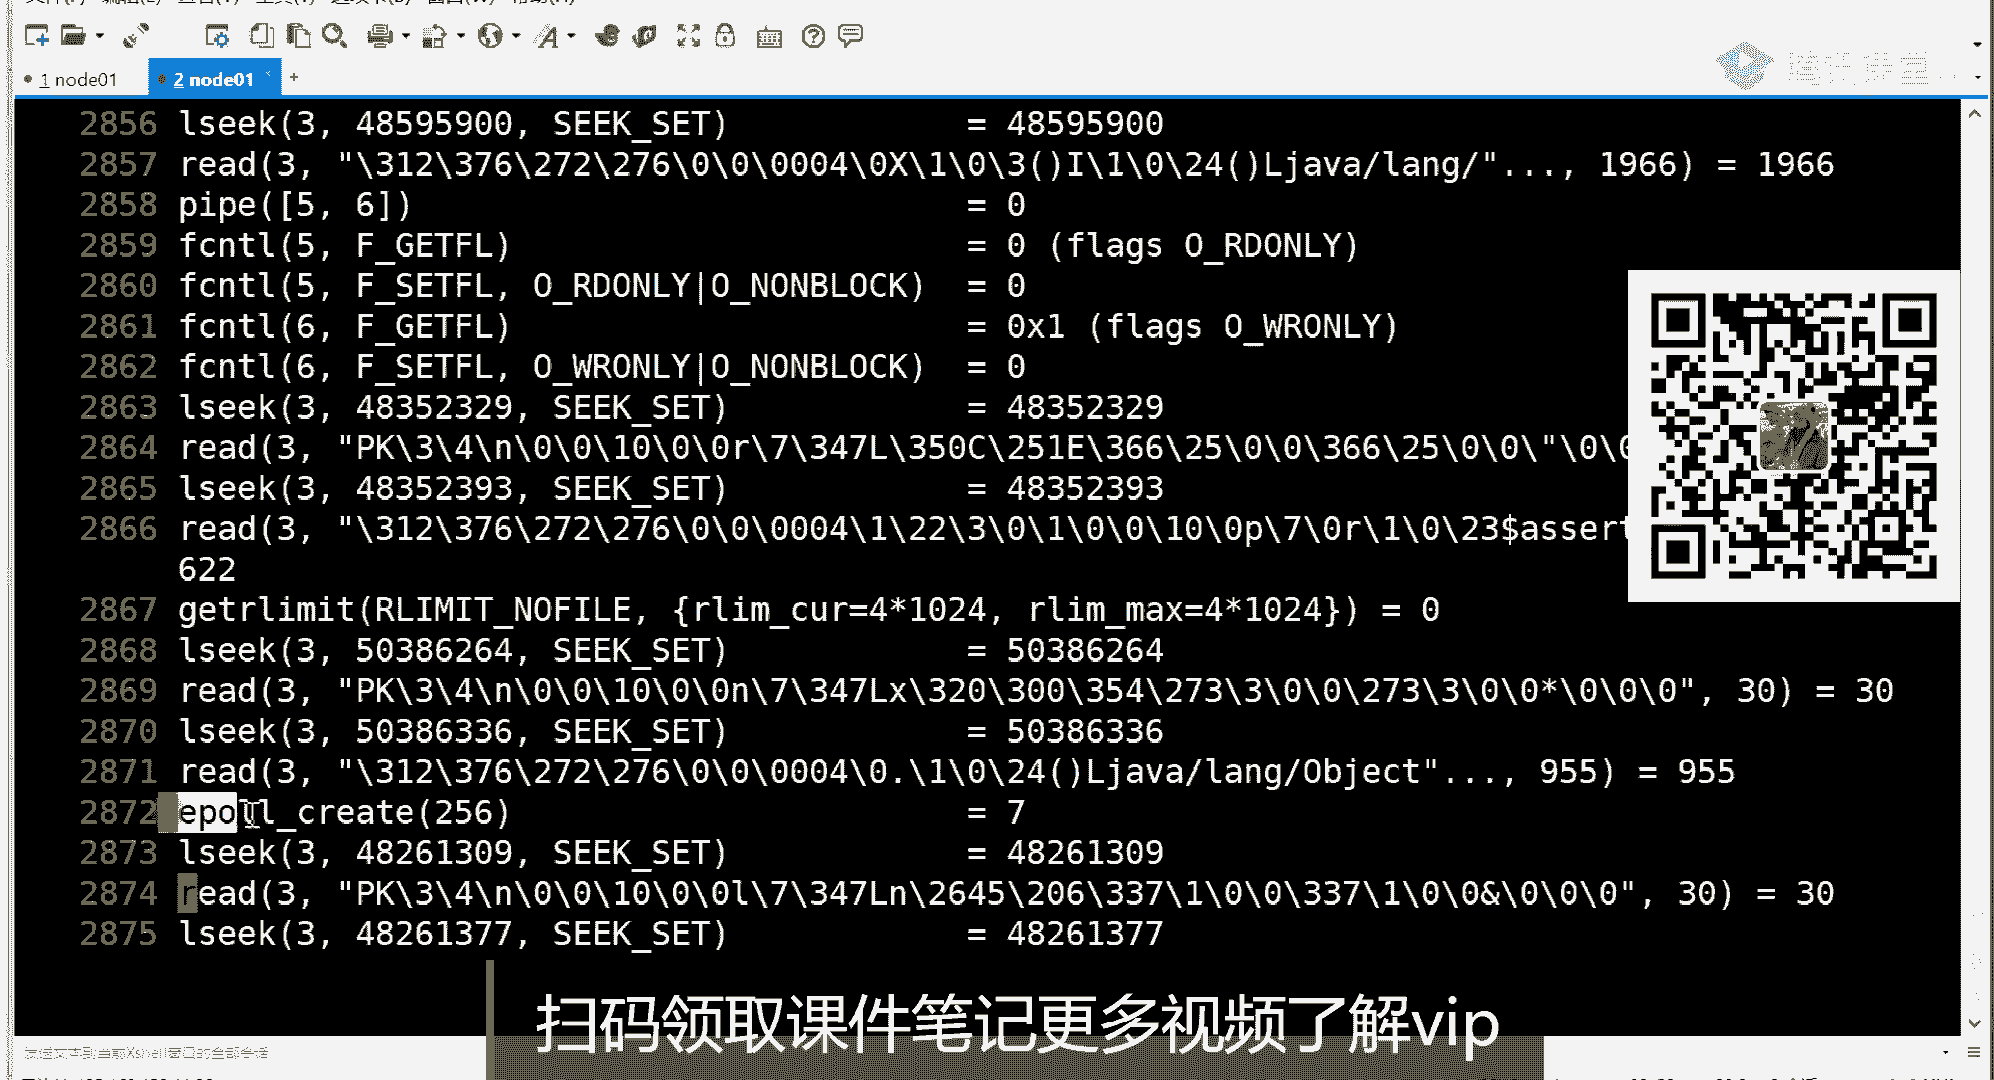 1 node01
2 node01
+
2856 lseek(3, 48595900, SEEK_SET) = 48595900
2857 read(3, "\312\376\272\276\0\0\0004\0X\1\0\3()I\1\0\24()Ljava/lang/"..., 1966) = 1966
2858 pipe([5, 6]) = 0
2859 fcntl(5, F_GETFL) = 0 (flags O_RDONLY)
2860 fcntl(5, F_SETFL, O_RDONLY|O_NONBLOCK) = 0
2861 fcntl(6, F_GETFL) = 0x1 (flags O_WRONLY)
2862 fcntl(6, F_SETFL, O_WRONLY|O_NONBLOCK) = 0
2863 lseek(3, 48352329, SEEK_SET) = 48352329
2864 read(3, "PK\3\4\n\0\0\10\0\0r\7\347L\350C\251E\366\25\0\0\366\25\0\0\"\0\0
2865 lseek(3, 48352393, SEEK_SET) = 48352393
2866 read(3, "\312\376\272\276\0\0\0004\1\22\3\0\1\0\0\10\0p\7\0r\1\0\23$assert
622
2867 getrlimit(RLIMIT_NOFILE, {rlim_cur=4*1024, rlim_max=4*1024}) = 0
2868 lseek(3, 50386264, SEEK_SET) = 50386264
2869 read(3, "PK\3\4\n\0\0\10\0\0n\7\347Lx\320\300\354\273\3\0\0\273\3\0\0*\0\0\0", 30) = 30
2870 lseek(3, 50386336, SEEK_SET) = 50386336
2871 read(3, "\312\376\272\276\0\0\0004\0.\1\0\24()Ljava/lang/Object"..., 955) = 955
2872 epoll_create(256) = 7
2873 lseek(3, 48261309, SEEK_SET) = 48261309
2874 read(3, "PK\3\4\n\0\0\10\0\0l\7\347Ln\2645\206\337\1\0\0\337\1\0\0&\0\0\0", 30) = 30
2875 lseek(3, 48261377, SEEK_SET) = 48261377
扫码领取课件笔记更多视频了解vip